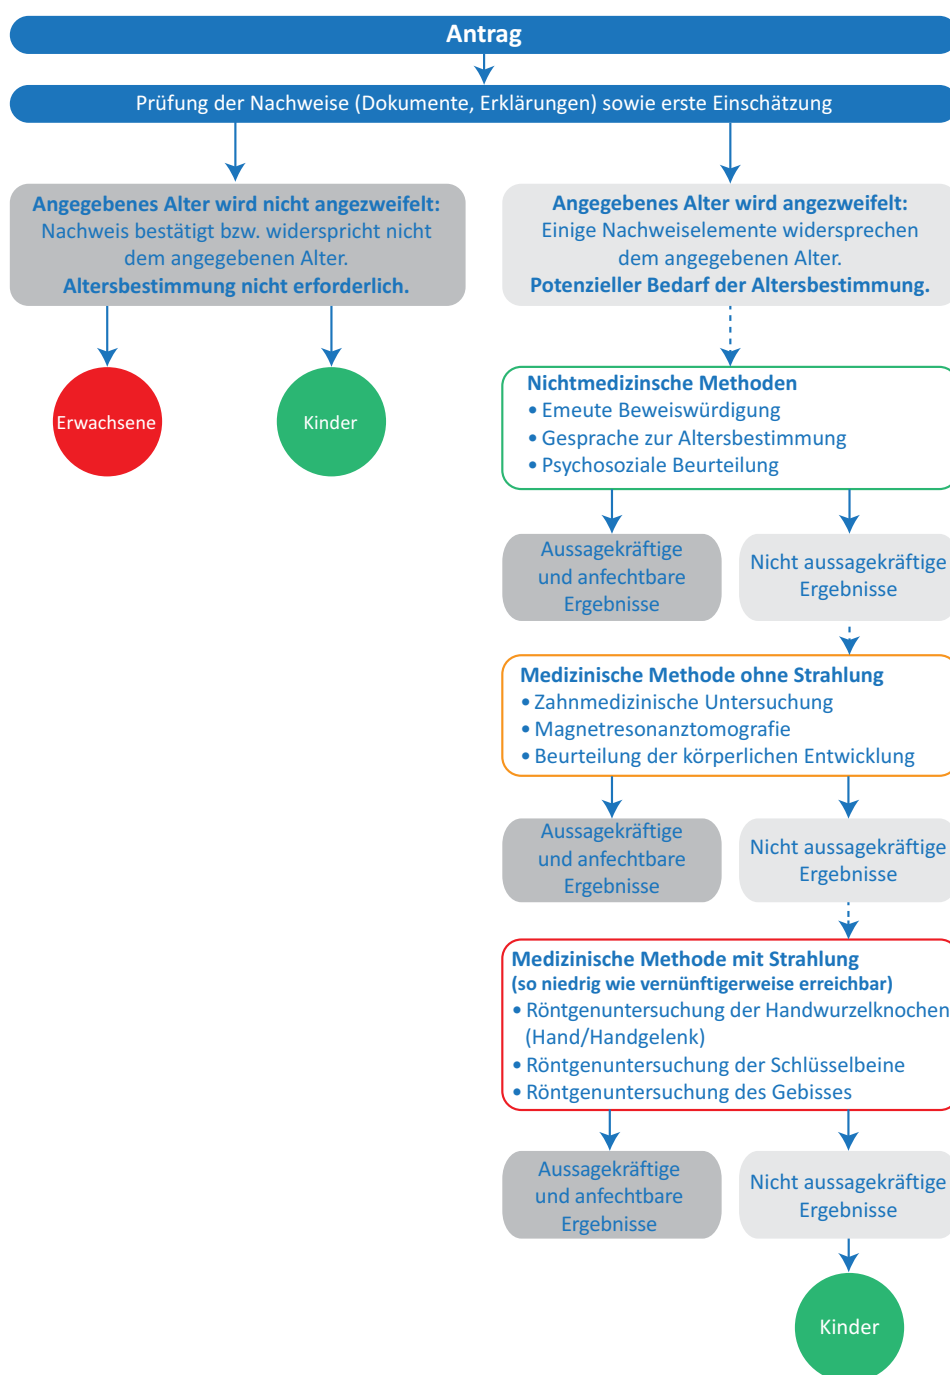 Antrag
Prüfung der Nachweise (Dokumente, Erklärungen) sowie erste Einschätzung
Angegebenes Alter wird nicht angezweifelt:
Nachweis bestätigt bzw. widerspricht nicht
dem angegebenen Alter.
Altersbestimmung nicht erforderlich.
Angegebenes Alter wird angezweifelt:
Einige Nachweiselemente widersprechen
dem angegebenen Alter.
Potenzieller Bedarf der Altersbestimmung.
Erwachsene
Kinder
Nichtmedizinsche Methoden
• Emeute Beweiswürdigung
• Gesprache zur Altersbestimmung
• Psychosoziale Beurteilung
Aussagekräftige
und anfechtbare
Ergebnisse
Nicht aussagekräftige
Ergebnisse
Medizinische Methode ohne Strahlung
• Zahnmedizinische Untersuchung
• Magnetresonanztomografie
• Beurteilung der körperlichen Entwicklung
Aussagekräftige
und anfechtbare
Ergebnisse
Nicht aussagekräftige
Ergebnisse
Medizinische Methode mit Strahlung
(so niedrig wie vernünftigerweise erreichbar)
• Röntgenuntersuchung der Handwurzelknochen
(Hand/Handgelenk)
• Röntgenuntersuchung der Schlüsselbeine
• Röntgenuntersuchung des Gebisses
Aussagekräftige
und anfechtbare
Ergebnisse
Nicht aussagekräftige
Ergebnisse
Kinder